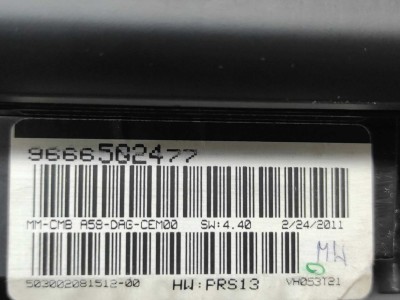 9666502477
MM-CMB A58-DAG-CEM00 SW:4.40 2/24/2011
MW
503002081512-00 HW:PRS13 VH053T21